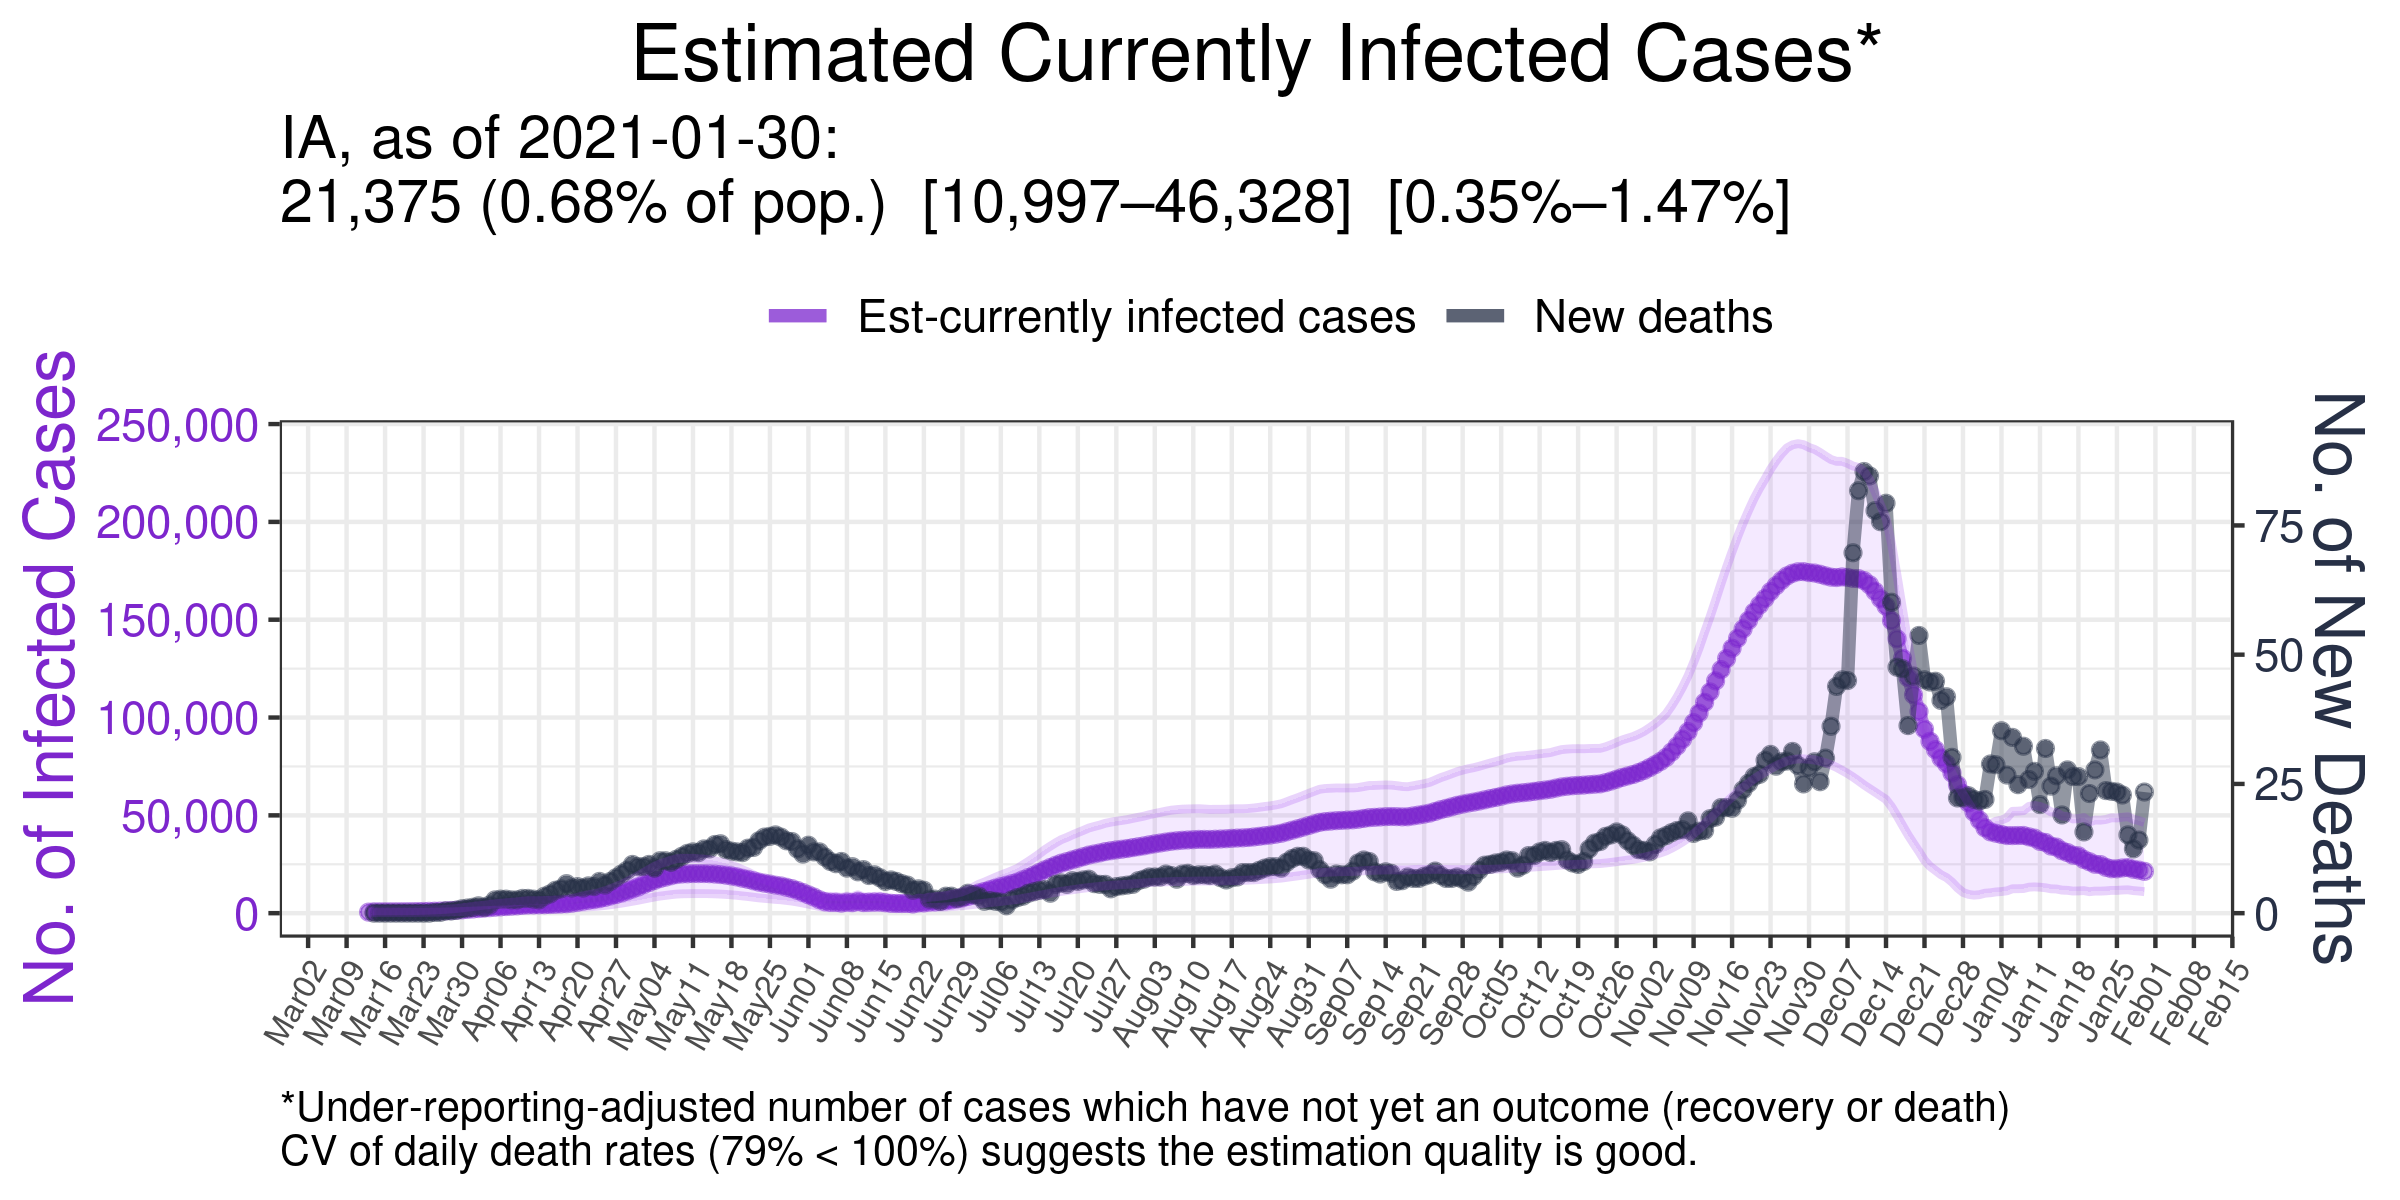 Estimated Currently Infected Cases*
IA, as of 2021-01-30:
21,375 (0.68% of pop.)  [10,997–46,328]  [0.35%–1.47%]
Est-currently infected cases
New deaths
No. of Infected Cases
250,000
200,000
150,000
100,000
50,000
0
No. of New Deaths
75
50
25
0
Mar02
Mar09
Mar16
Mar23
Mar30
Apr06
Apr13
Apr20
Apr27
May04
May11
May18
May25
Jun01
Jun08
Jun15
Jun22
Jun29
Jul06
Jul13
Jul20
Jul27
Aug03
Aug10
Aug17
Aug24
Aug31
Sep07
Sep14
Sep21
Sep28
Oct05
Oct12
Oct19
Oct26
Nov02
Nov09
Nov16
Nov23
Nov30
Dec07
Dec14
Dec21
Dec28
Jan04
Jan11
Jan18
Jan25
Feb01
Feb08
Feb15
*Under-reporting-adjusted number of cases which have not yet an outcome (recovery or death)
CV of daily death rates (79% < 100%) suggests the estimation quality is good.